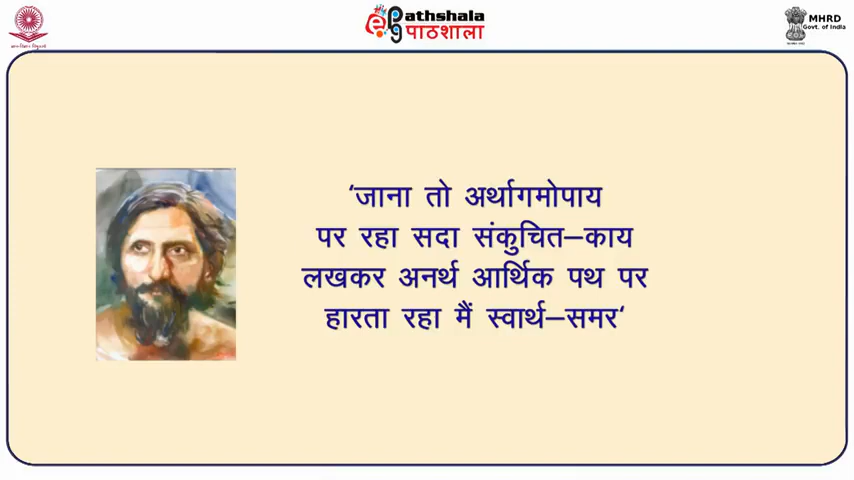 ePathshala
पाठशाला
MHRD
Govt. of India
‘जाना तो अर्थागमोपाय
पर रहा सदा संकुचित–काय
लखकर अनर्थ आर्थिक पथ पर
हारता रहा मैं स्वार्थ–समर‘